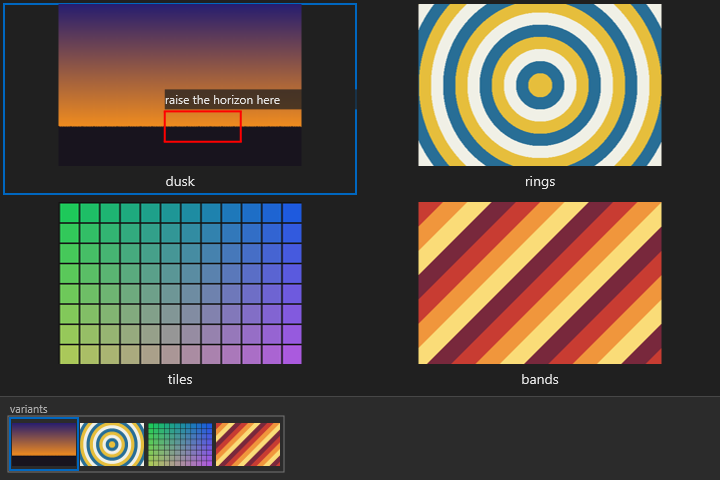 raise the horizon here
dusk
rings
tiles
bands
variants